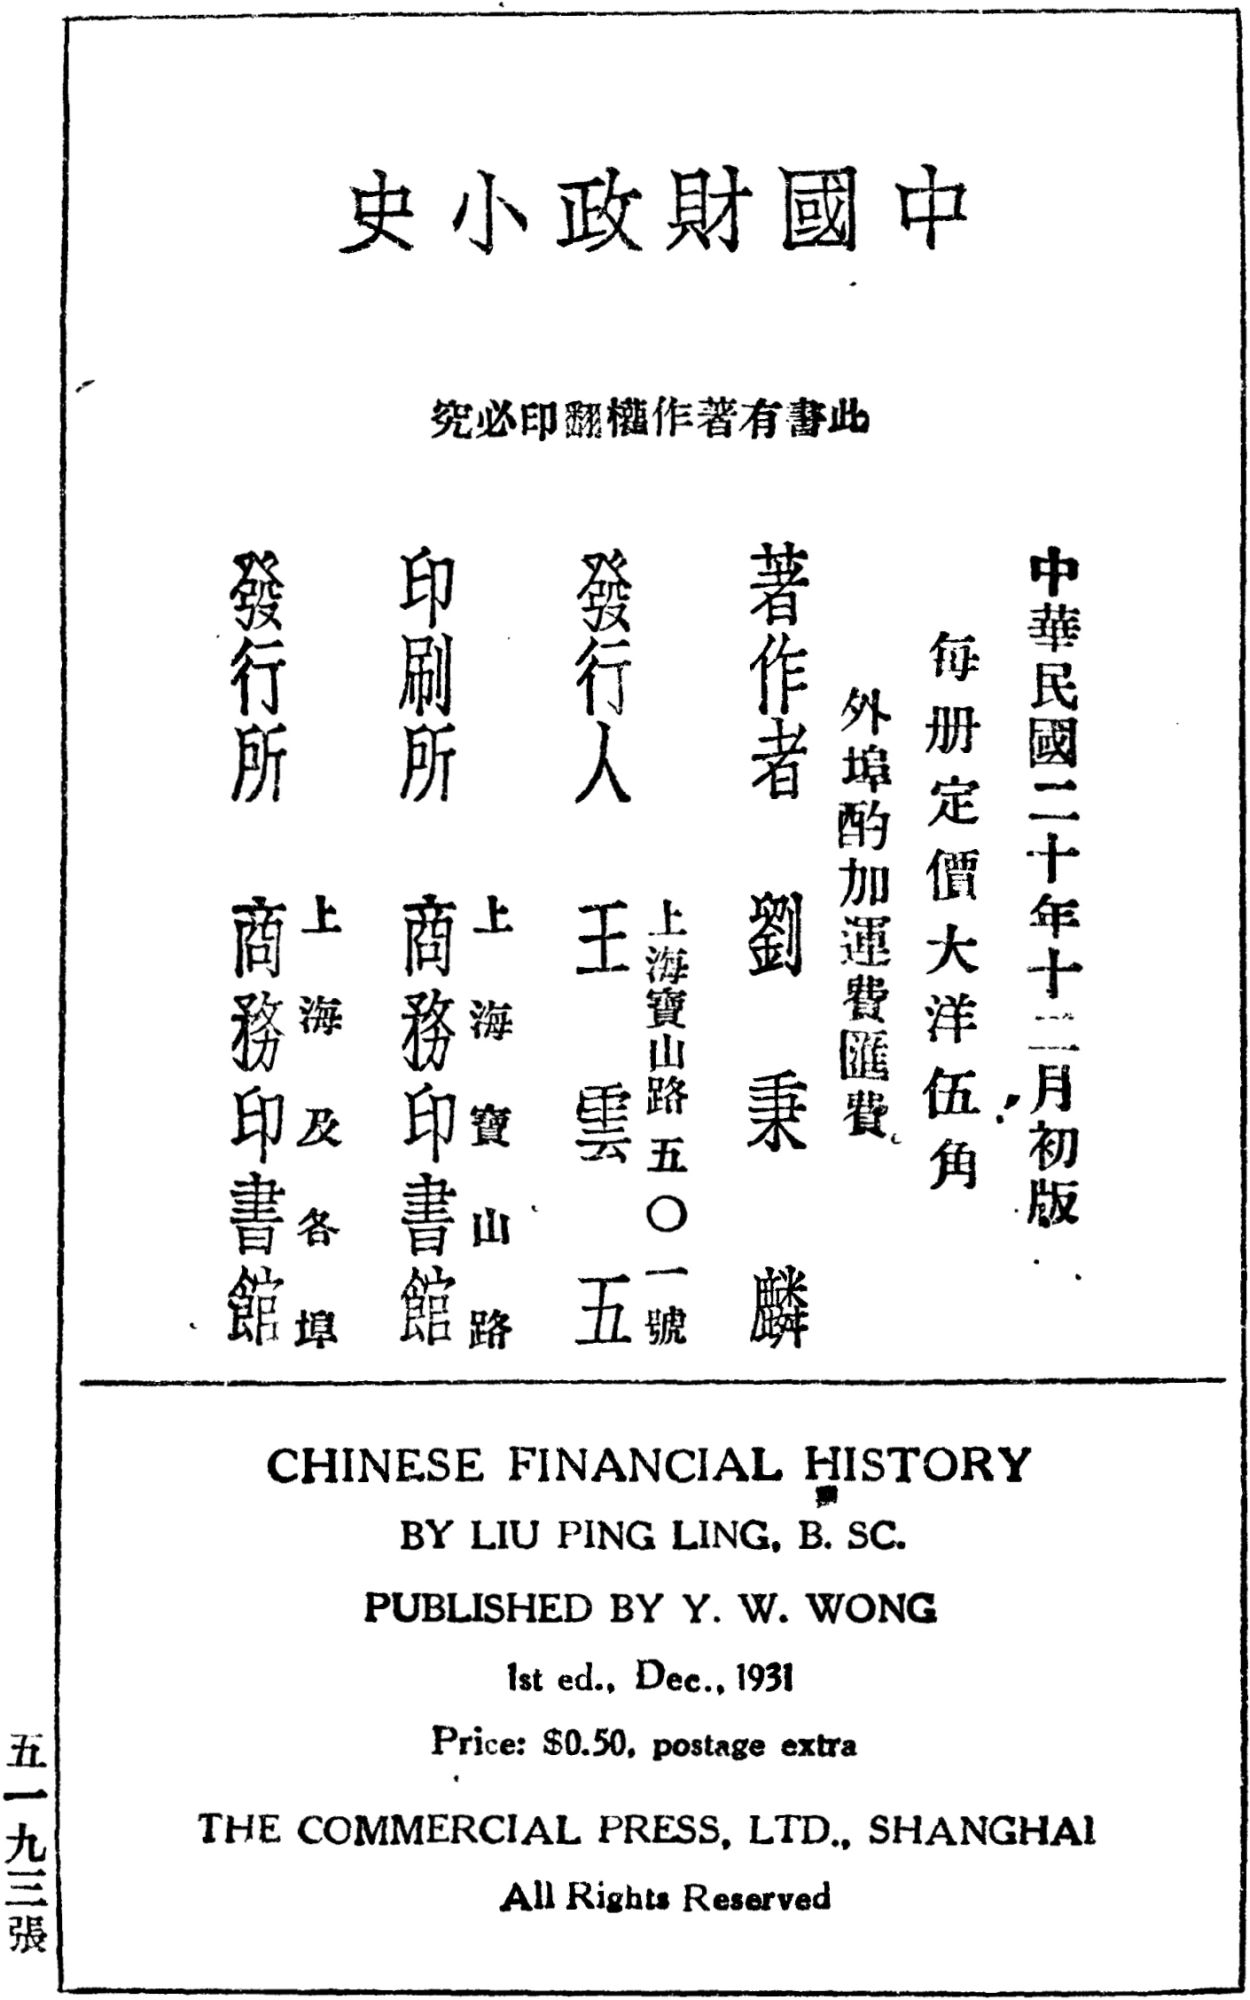 中國財政小史
此書有著作權翻印必究
中華民國二十年十二月初版
每册定價大洋伍角
外埠酌加運費匯費
著作者 劉秉麟
上海寶山路五〇一號
發行人 王雲五
上海寶山路
印刷所 商務印書館
上海及各埠
發行所 商務印書館
CHINESE FINANCIAL HISTORY
BY LIU PING LING, B. SC.
PUBLISHED BY Y. W. WONG
1st ed., Dec., 1931
Price: $0.50, postage extra
THE COMMERCIAL PRESS, LTD., SHANGHAI
All Rights Reserved
五一九三張